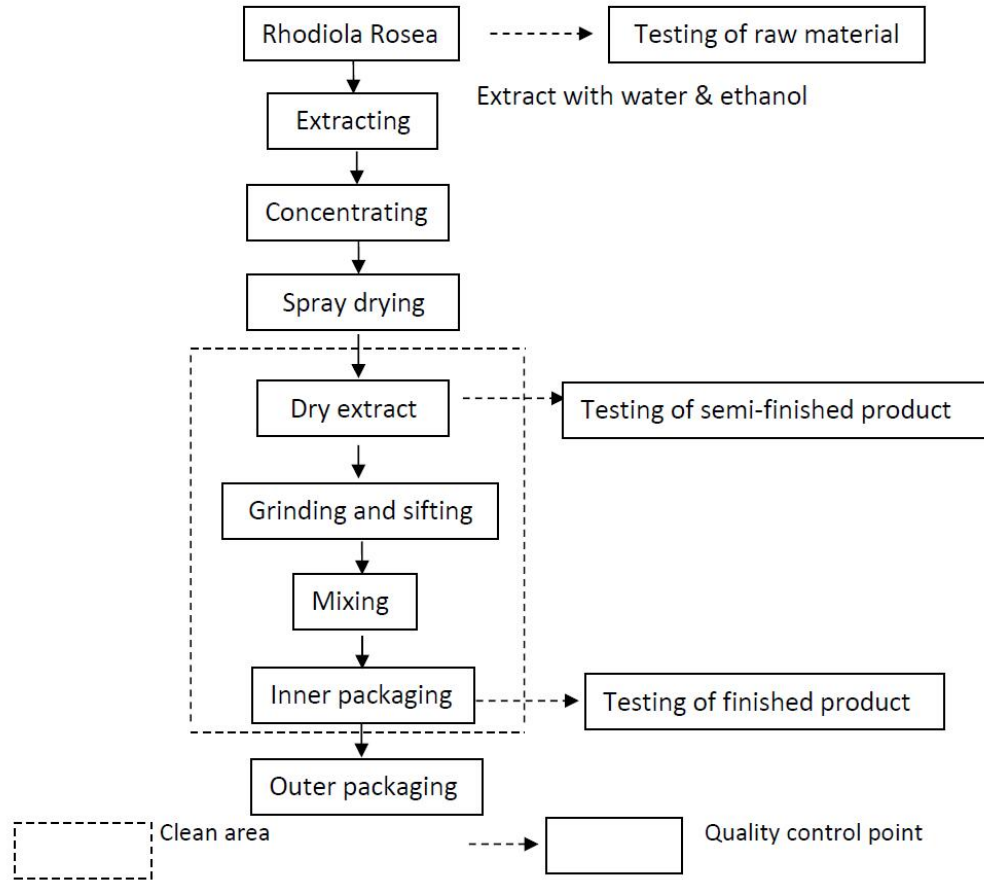 Rhodiola Rosea
Testing of raw material
Extract with water & ethanol
Extracting
Concentrating
Spray drying
Dry extract
Testing of semi-finished product
Grinding and sifting
Mixing
Inner packaging
Testing of finished product
Outer packaging
Clean area
Quality control point